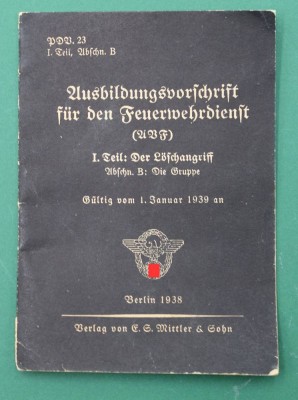 PDV. 23
I. Teil, Abschn. B
Ausbildungsvorschrift
für den Feuerwehrdienst
(AVF)
I. Teil: Der Löschangriff
Abschn. B: Die Gruppe
Gültig vom 1. Januar 1939 an
Berlin 1938
Verlag von E. S. Mittler & Sohn